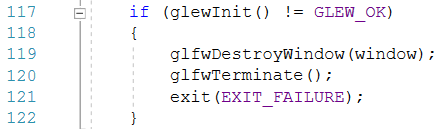 117 if (glewInit() != GLEW_OK)
118 {
119 glfwDestroyWindow(window);
120 glfwTerminate();
121 exit(EXIT_FAILURE);
122 }